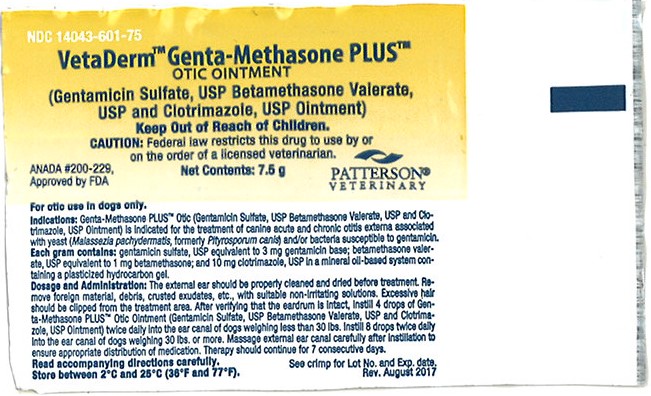 NDC 14043-601-75
VetaDerm™ Genta-Methasone PLUS™
OTIC OINTMENT
(Gentamicin Sulfate, USP Betamethasone Valerate,
USP and Clotrimazole, USP Ointment)
Keep Out of Reach of Children.
CAUTION: Federal law restricts this drug to use by or
on the order of a licensed veterinarian.
ANADA #200-229,
Approved by FDA
Net Contents: 7.5 g
PATTERSON®
VETERINARY
For otic use in dogs only.
Indications: Genta-Methasone PLUS™ Otic (Gentamicin Sulfate, USP Betamethasone Valerate, USP and Clo-
trimazole, USP Ointment) is indicated for the treatment of canine acute and chronic otitis externa associated
with yeast (Malassezia pachydermatis, formerly Pityrosporum canis) and/or bacteria susceptible to gentamicin.
Each gram contains: gentamicin sulfate, USP equivalent to 3 mg gentamicin base; betamethasone valer-
ate, USP equivalent to 1 mg betamethasone; and 10 mg clotrimazole, USP in a mineral oil-based system con-
taining a plasticized hydrocarbon gel.
Dosage and Administration: The external ear should be properly cleaned and dried before treatment. Re-
move foreign material, debris, crusted exudates, etc., with suitable non-irritating solutions. Excessive hair
should be clipped from the treatment area. After verifying that the eardrum is intact, instill 4 drops of Gen-
ta-Methasone PLUS™ Otic Ointment (Gentamicin Sulfate, USP Betamethasone Valerate, USP and Clotrima-
zole, USP Ointment) twice daily into the ear canal of dogs weighing less than 30 lbs. Instill 8 drops twice daily
into the ear canal of dogs weighing 30 lbs. or more. Massage external ear canal carefully after instillation to
ensure appropriate distribution of medication. Therapy should continue for 7 consecutive days.
Read accompanying directions carefully.
Store between 2°C and 25°C (36°F and 77°F).
See crimp for Lot No. and Exp. date.
Rev. August 2017